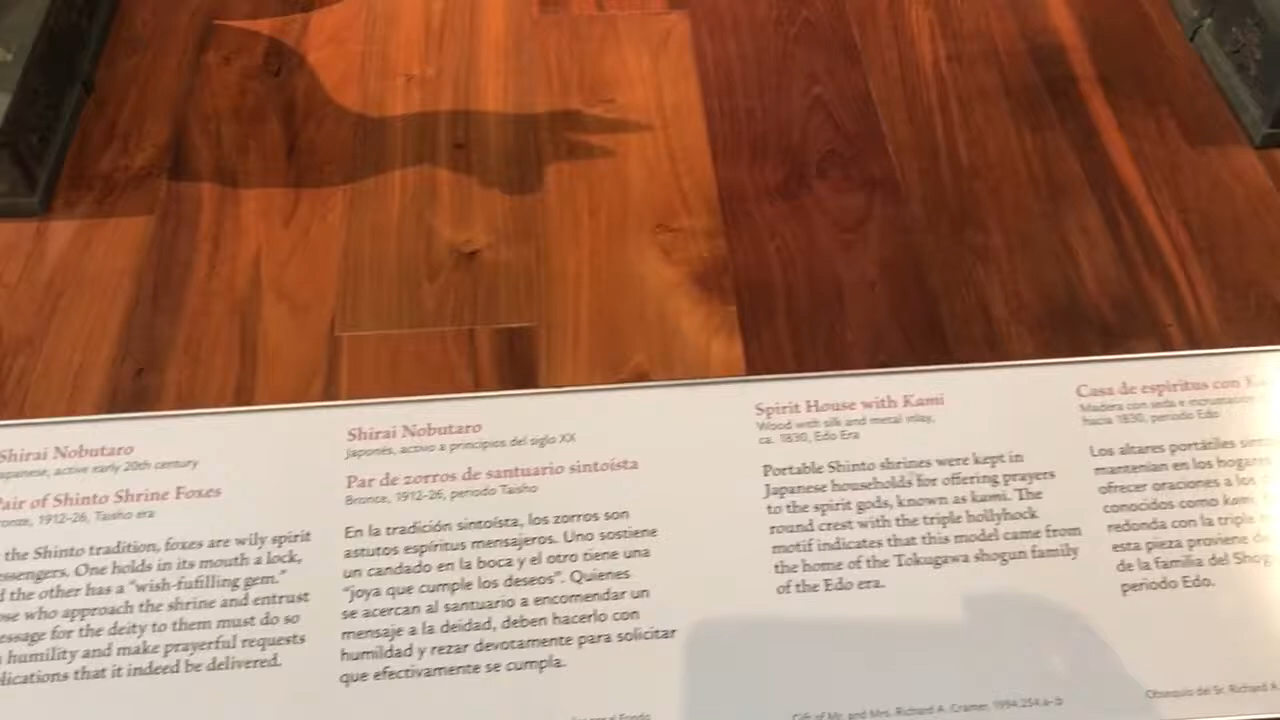 Shirai Nobutaro
Japanese, active early 20th century
Pair of Shinto Shrine Foxes
Bronze, 1912-26, Taisho era
the Shinto tradition, foxes are wily spirit
messengers. One holds in its mouth a lock,
the other has a "wish-fufilling gem."
who approach the shrine and entrust
message for the deity to them must do so
humility and make prayerful requests
that it indeed be delivered.
Shirai Nobutaro
Japonés, activo a principios del siglo XX
Par de zorros de santuario sintoísta
Bronce, 1912-26, periodo Taisho
En la tradición sintoísta, los zorros son
astutos espíritus mensajeros. Uno sostiene
un candado en la boca y el otro tiene una
"joya que cumple los deseos". Quienes
se acercan al santuario a encomendar un
mensaje a la deidad, deben hacerlo con
humildad y rezar devotamente para solicitar
que efectivamente se cumpla.
Spirit House with Kami
Wood with silk and metal inlay,
ca. 1830, Edo Era
Portable Shinto shrines were kept in
Japanese households for offering prayers
to the spirit gods, known as kami. The
round crest with the triple hollyhock
motif indicates that this model came from
the home of the Tokugawa shogun family
of the Edo era.
Gift of Mr. and Mrs. Richard A. Cramer, 1994.254.a-b
Casa de espíritus con
Madera con seda e
hacia 1830, periodo Edo
Los altares portátiles
mantenían en los hogares
ofrecer oraciones a los
conocidos como kami.
redonda con la triple
esta pieza proviene
de la familia del
periodo Edo.
Obsequio del Sr. Richard A.